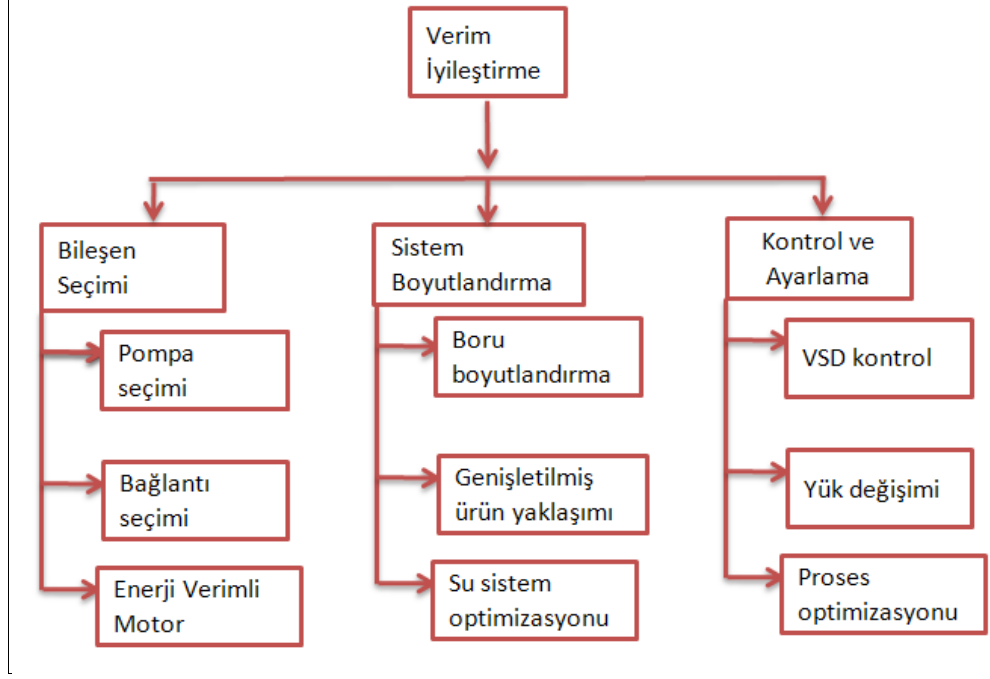 Verim
İyileştirme
Bileşen
Seçimi
Pompa
seçimi
Bağlantı
seçimi
Enerji Verimli
Motor
Sistem
Boyutlandırma
Boru
boyutlandırma
Genişletilmiş
ürün yaklaşımı
Su sistem
optimizasyonu
Kontrol ve
Ayarlama
VSD kontrol
Yük değişimi
Proses
optimizasyonu